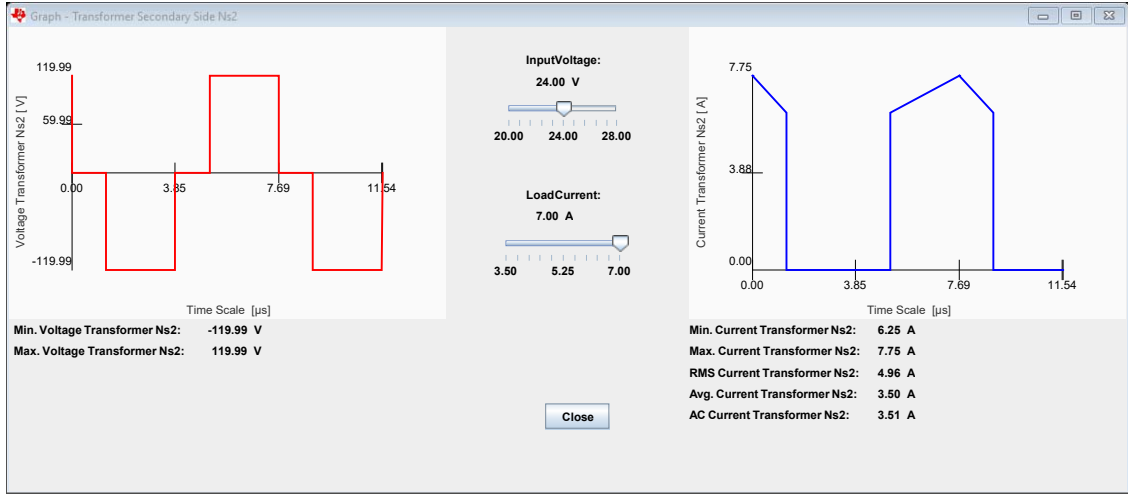 Graph - Transformer Secondary Side Ns2
119.99
59.99
-119.99
Voltage Transformer Ns2 [V]
0.00 3.85 7.69 11.54
Time Scale [µs]
Min. Voltage Transformer Ns2: -119.99 V
Max. Voltage Transformer Ns2: 119.99 V
InputVoltage:
24.00 V
20.00 24.00 28.00
LoadCurrent:
7.00 A
3.50 5.25 7.00
Close
7.75
3.88
0.00
Current Transformer Ns2 [A]
0.00 3.85 7.69 11.54
Time Scale [µs]
Min. Current Transformer Ns2: 6.25 A
Max. Current Transformer Ns2: 7.75 A
RMS Current Transformer Ns2: 4.96 A
Avg. Current Transformer Ns2: 3.50 A
AC Current Transformer Ns2: 3.51 A